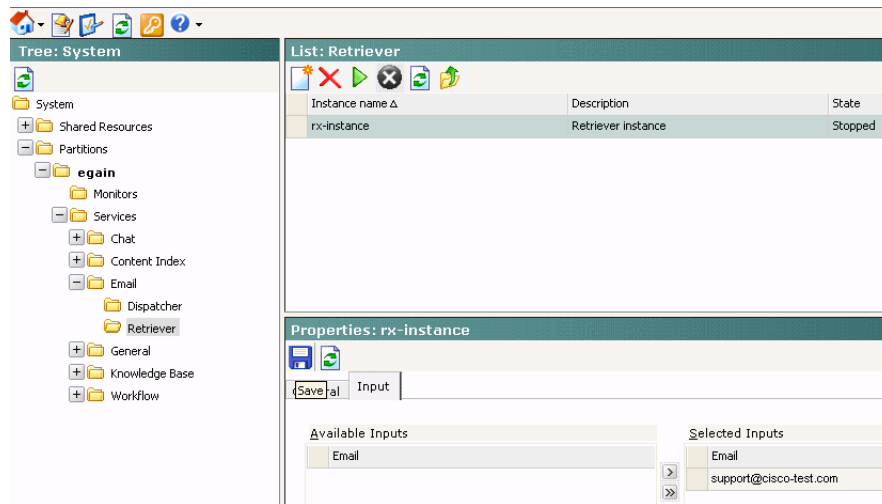 Tree: System
System
Shared Resources
Partitions
egain
Monitors
Services
Chat
Content Index
Email
Dispatcher
Retriever
General
Knowledge Base
Workflow
List: Retriever
Instance name Description State
rx-instance Retriever instance Stopped
Properties: rx-instance
Save Input
Available Inputs Selected Inputs
Email Email
support@cisco-test.com